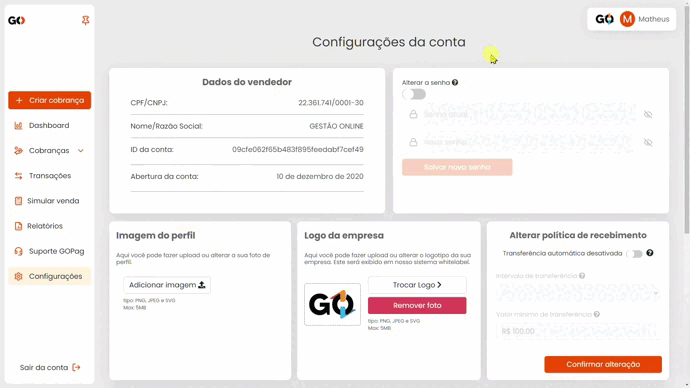 GO
Criar cobrança
Dashboard
Cobranças
Transações
Simular venda
Relatórios
Suporte GOPag
Configurações
Sair da conta
GO M Matheus
Configurações da conta
Dados do vendedor
CPF/CNPJ: 22.361.741/0001-30
Nome/Razão Social: GESTÃO ONLINE
ID da conta: 09cfe062f65b483f895feedabf7cef49
Abertura da conta: 10 de dezembro de 2020
Alterar a senha ?
Senha atual
Nova senha
Salvar nova senha
Imagem do perfil
Aqui você pode fazer upload ou alterar a sua foto de
perfil.
Adicionar imagem
tipo: PNG, JPEG e SVG
Max: 5MB
Logo da empresa
Aqui você pode fazer upload ou alterar o logotipo da sua
empresa. Este será exibido em nosso sistema whitelabel.
GO
Trocar Logo
Remover foto
tipo: PNG, JPEG e SVG
Max: 5MB
Alterar política de recebimento
Transferência automática desativada ?
Intervalo de transferência ?
Valor mínimo de transferência ?
R$ 100,00
Confirmar alteração